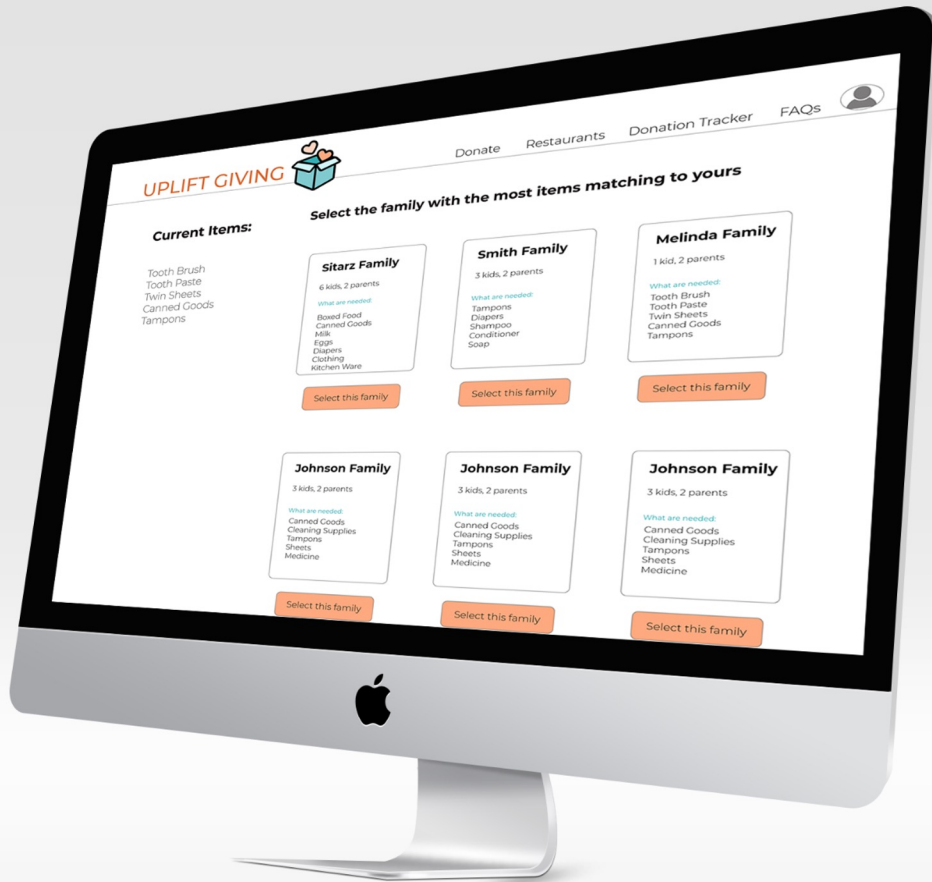 UPLIFT GIVING
Donate Restaurants Donation Tracker FAQs
Current Items:
Tooth Brush
Tooth Paste
Twin Sheets
Canned Goods
Tampons
Select the family with the most items matching to yours
Sitarz Family
6 kids, 2 parents
What are needed:
Boxed Food
Canned Goods
Milk
Eggs
Diapers
Clothing
Kitchen Ware
Select this family
Smith Family
3 kids, 2 parents
What are needed:
Tampons
Diapers
Shampoo
Conditioner
Soap
Select this family
Melinda Family
1 kid, 2 parents
What are needed:
Tooth Brush
Tooth Paste
Twin Sheets
Canned Goods
Tampons
Select this family
Johnson Family
3 kids, 2 parents
What are needed:
Canned Goods
Cleaning Supplies
Tampons
Sheets
Medicine
Select this family
Johnson Family
3 kids, 2 parents
What are needed:
Canned Goods
Cleaning Supplies
Tampons
Sheets
Medicine
Select this family
Johnson Family
3 kids, 2 parents
What are needed:
Canned Goods
Cleaning Supplies
Tampons
Sheets
Medicine
Select this family